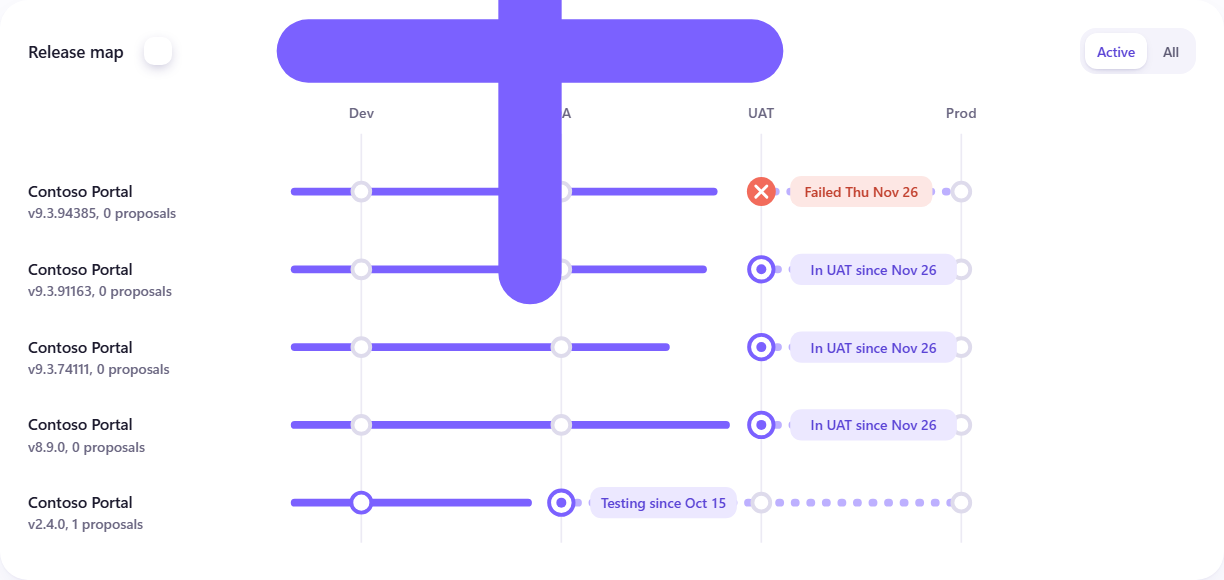 Release map
Active All
Dev A UAT Prod
Contoso Portal
v9.3.94385, 0 proposals
Failed Thu Nov 26
Contoso Portal
v9.3.91163, 0 proposals
In UAT since Nov 26
Contoso Portal
v9.3.74111, 0 proposals
In UAT since Nov 26
Contoso Portal
v8.9.0, 0 proposals
In UAT since Nov 26
Contoso Portal
v2.4.0, 1 proposals
Testing since Oct 15